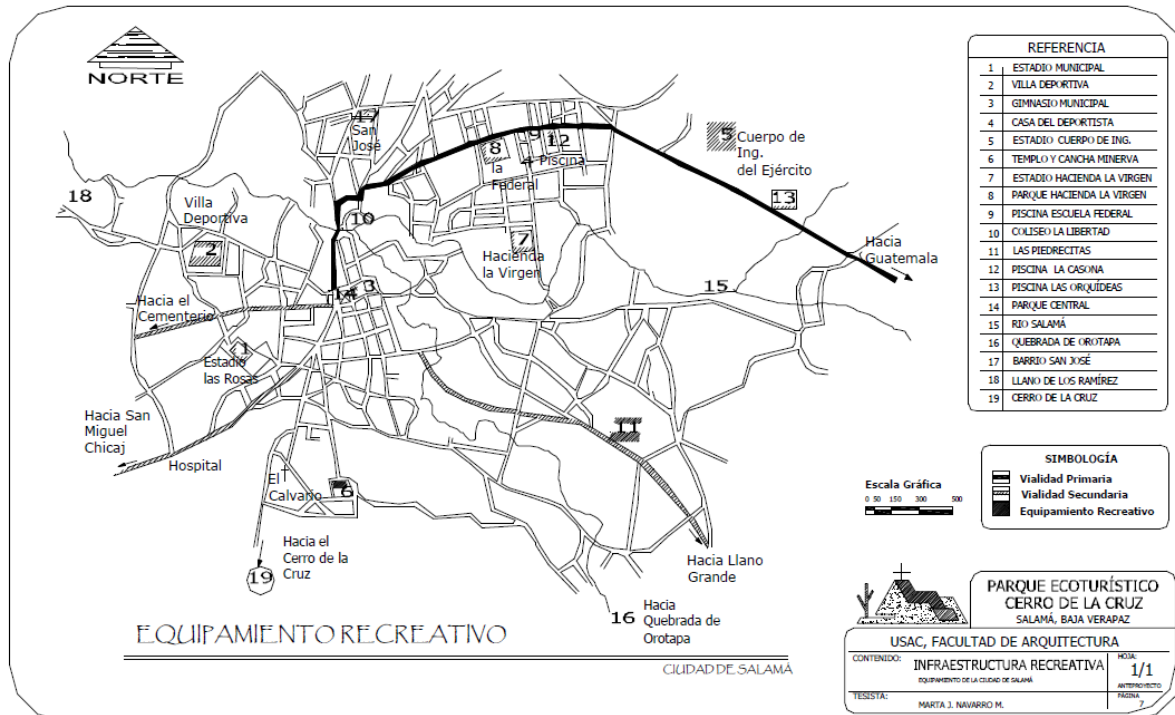 NORTE
17
San
José
18
Villa
Deportiva
2
10
8
la
Federal
9
12
4
Piscina
5
Cuerpo de
Ing.
del Ejército
13
7
Hacienda
la Virgen
Hacia
Guatemala
15
Hacia el
Cementerio
14
3
1
Estadio
las Rosas
Hacia San
Miguel
Chicaj
Hospital
El
Calvario
6
11
Hacia el
Cerro de la
Cruz
19
Hacia Llano
Grande
16
Hacia
Quebrada de
Orotapa
EQUIPAMIENTO RECREATIVO
CIUDAD DE SALAMÁ
REFERENCIA
1 ESTADIO MUNICIPAL
2 VILLA DEPORTIVA
3 GIMNASIO MUNICIPAL
4 CASA DEL DEPORTISTA
5 ESTADIO CUERPO DE ING.
6 TEMPLO Y CANCHA MINERVA
7 ESTADIO HACIENDA LA VIRGEN
8 PARQUE HACIENDA LA VIRGEN
9 PISCINA ESCUELA FEDERAL
10 COLISEO LA LIBERTAD
11 LAS PIEDRECITAS
12 PISCINA LA CASONA
13 PISCINA LAS ORQUÍDEAS
14 PARQUE CENTRAL
15 RIO SALAMÁ
16 QUEBRADA DE OROTAPA
17 BARRIO SAN JOSÉ
18 LLANO DE LOS RAMÍREZ
19 CERRO DE LA CRUZ
Escala Gráfica
0 50 150 300 500
SIMBOLOGÍA
Vialidad Primaria
Vialidad Secundaria
Equipamiento Recreativo
PARQUE ECOTURÍSTICO
CERRO DE LA CRUZ
SALAMÁ, BAJA VERAPAZ
USAC, FACULTAD DE ARQUITECTURA
CONTENIDO:
INFRAESTRUCTURA RECREATIVA
EQUIPAMIENTO DE LA CIUDAD DE SALAMÁ
HOJA:
1/1
ANTEPROYECTO
TESISTA:
MARTA J. NAVARRO M.
PÁGINA
7